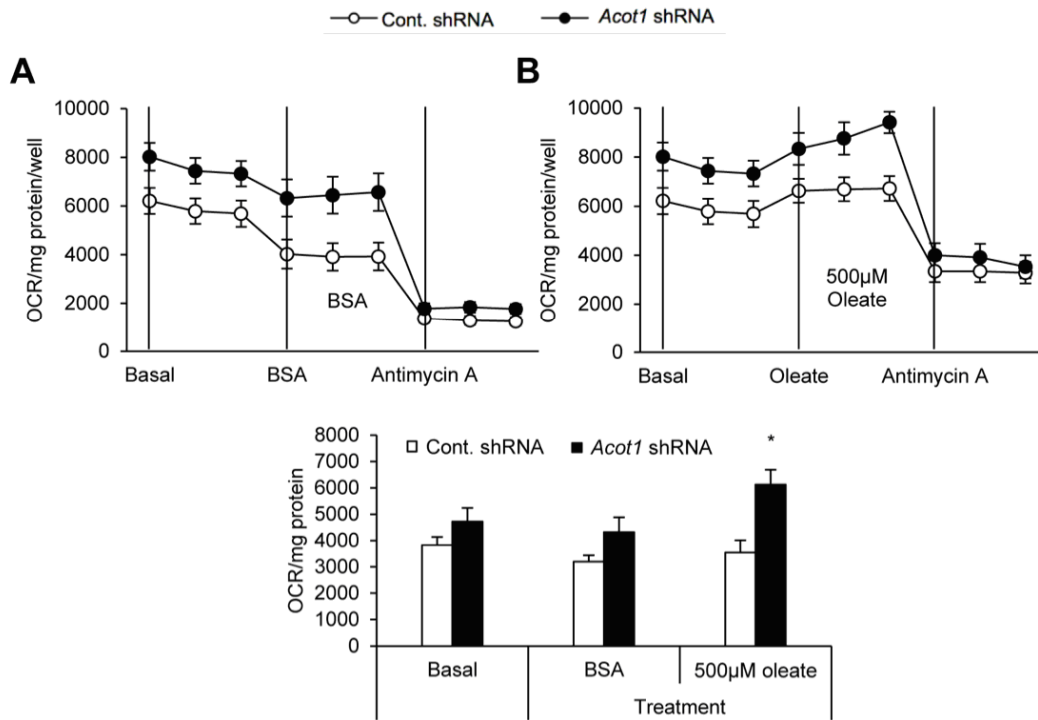 Cont. shRNA Acot1 shRNA
A
B
OCR/mg protein/well
10000
8000
6000
4000
2000
0
BSA
Basal BSA Antimycin A
OCR/mg protein/well
10000
8000
6000
4000
2000
0
500µM
Oleate
Basal Oleate Antimycin A
OCR/mg protein
8000
7000
6000
5000
4000
3000
2000
1000
0
Cont. shRNA Acot1 shRNA
*
Basal BSA 500µM oleate
Treatment